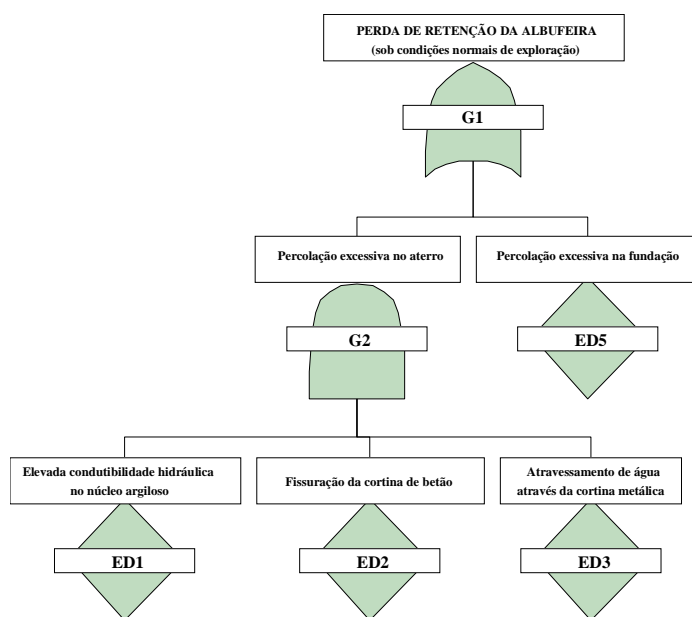 PERDA DE RETENÇÃO DA ALBUFEIRA
(sob condições normais de exploração)
G1
Percolação excessiva no aterro
Percolação excessiva na fundação
G2
ED5
Elevada condutibilidade hidráulica
no núcleo argiloso
Fissuração da cortina de betão
Atravessamento de água
através da cortina metálica
ED1
ED2
ED3